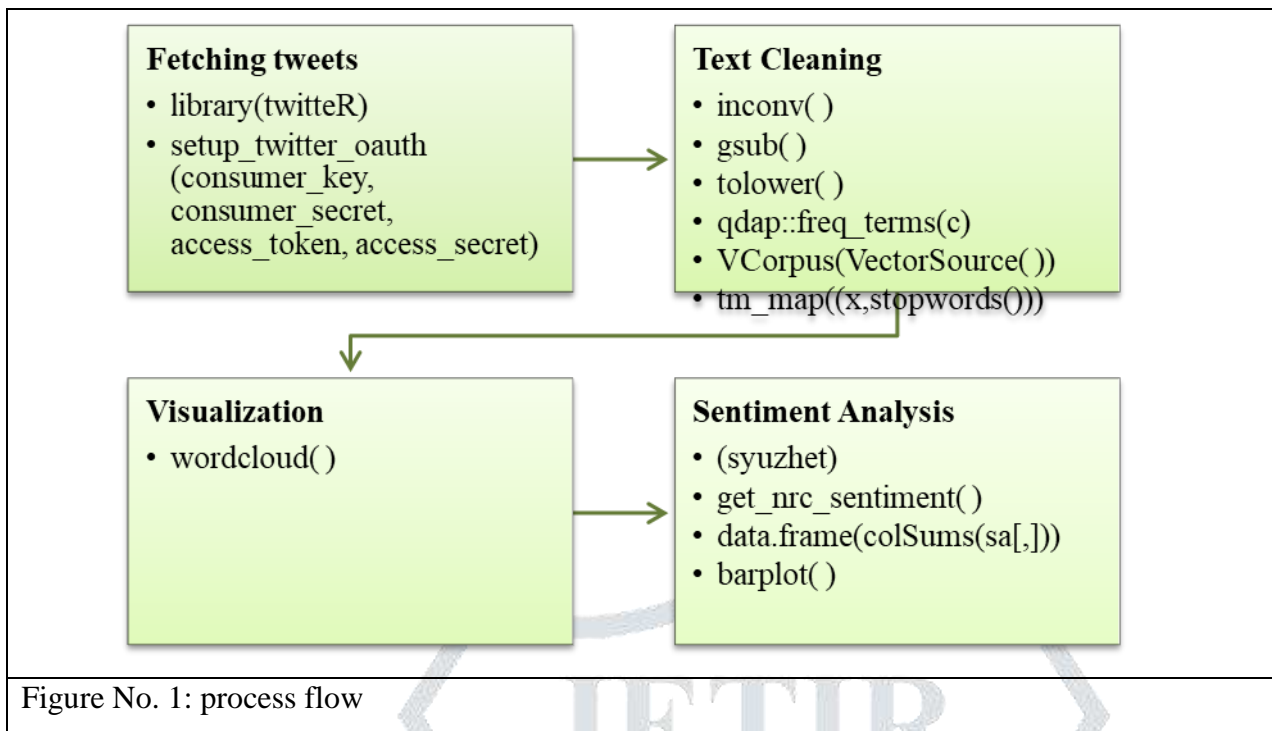 Fetching tweets
• library(twitteR)
• setup_twitter_oauth
(consumer_key,
consumer_secret,
access_token, access_secret)
Text Cleaning
• inconv( )
• gsub( )
• tolower( )
• qdap::freq_terms(c)
• VCorpus(VectorSource( ))
• tm_map((x,stopwords()))
Visualization
• wordcloud( )
Sentiment Analysis
• (syuzhet)
• get_nrc_sentiment( )
• data.frame(colSums(sa[,]))
• barplot( )
Figure No. 1: process flow
JETIR